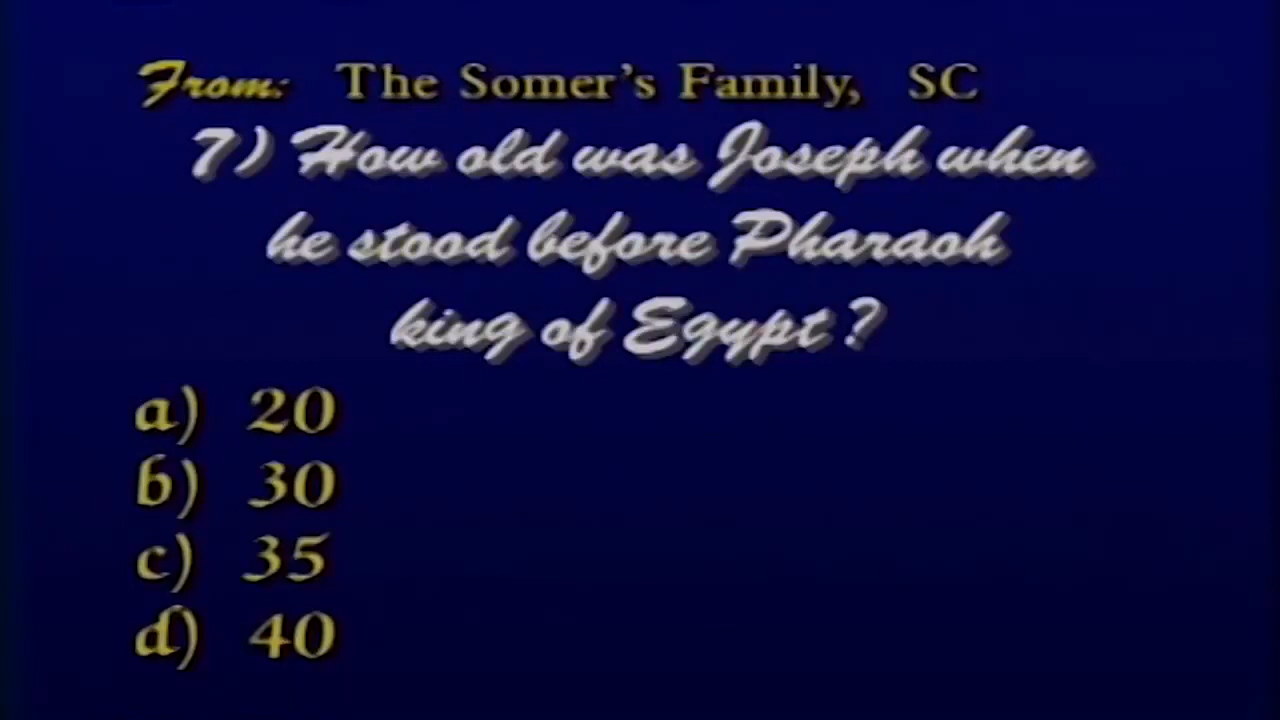 From: The Somer's Family, SC
7) How old was Joseph when
he stood before Pharaoh
king of Egypt?
a) 20
b) 30
c) 35
d) 40